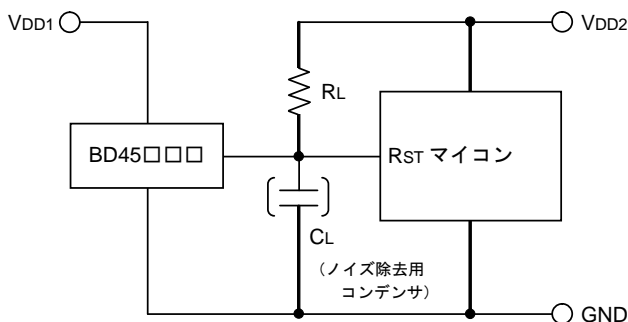 VDD1
VDD2
RL
BD45□□□
RST マイコン
CL
(ノイズ除去用
コンデンサ)
GND